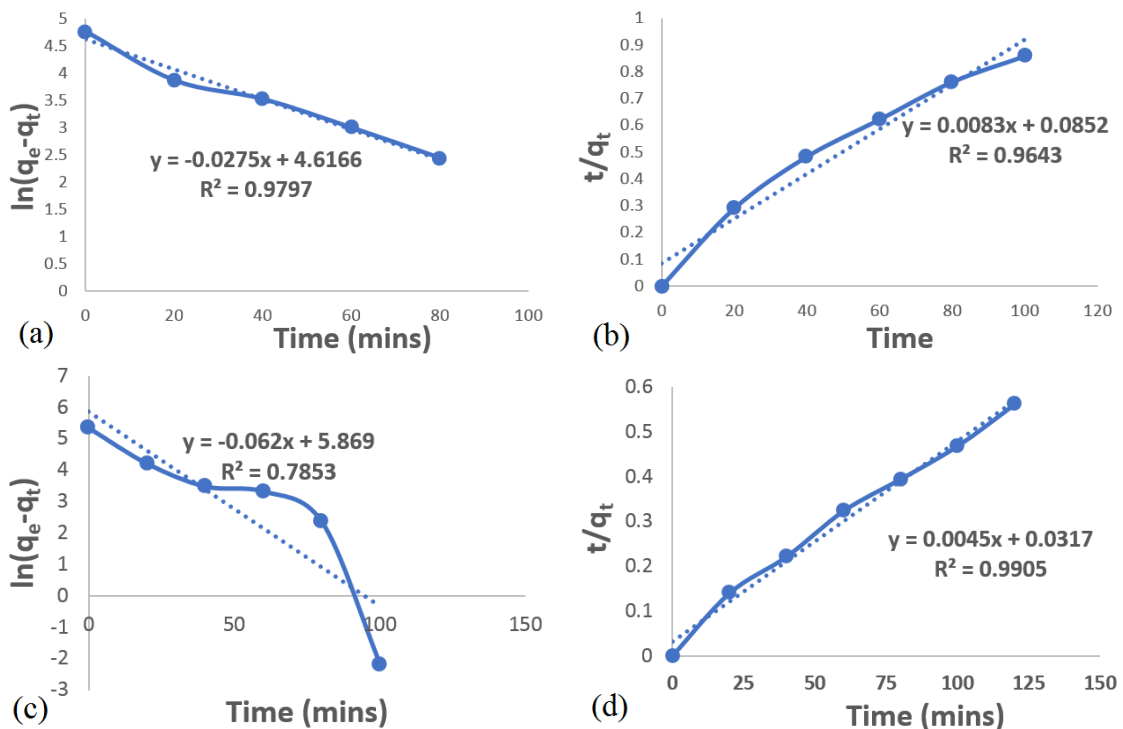 ln(qₑ-qₜ)
5
4.5
4
3.5
3
2.5
2
1.5
1
0.5
0
y = -0.0275x + 4.6166
R² = 0.9797
0 20 40 60 80 100
Time (mins)
(a)
t/qₜ
1
0.9
0.8
0.7
0.6
0.5
0.4
0.3
0.2
0.1
0
y = 0.0083x + 0.0852
R² = 0.9643
0 20 40 60 80 100 120
Time
(b)
ln(qₑ-qₜ)
7
6
5
4
3
2
1
0
-1
-2
-3
y = -0.062x + 5.869
R² = 0.7853
0 50 100 150
Time (mins)
(c)
t/qₜ
0.6
0.5
0.4
0.3
0.2
0.1
0
y = 0.0045x + 0.0317
R² = 0.9905
0 25 50 75 100 125 150
Time (mins)
(d)